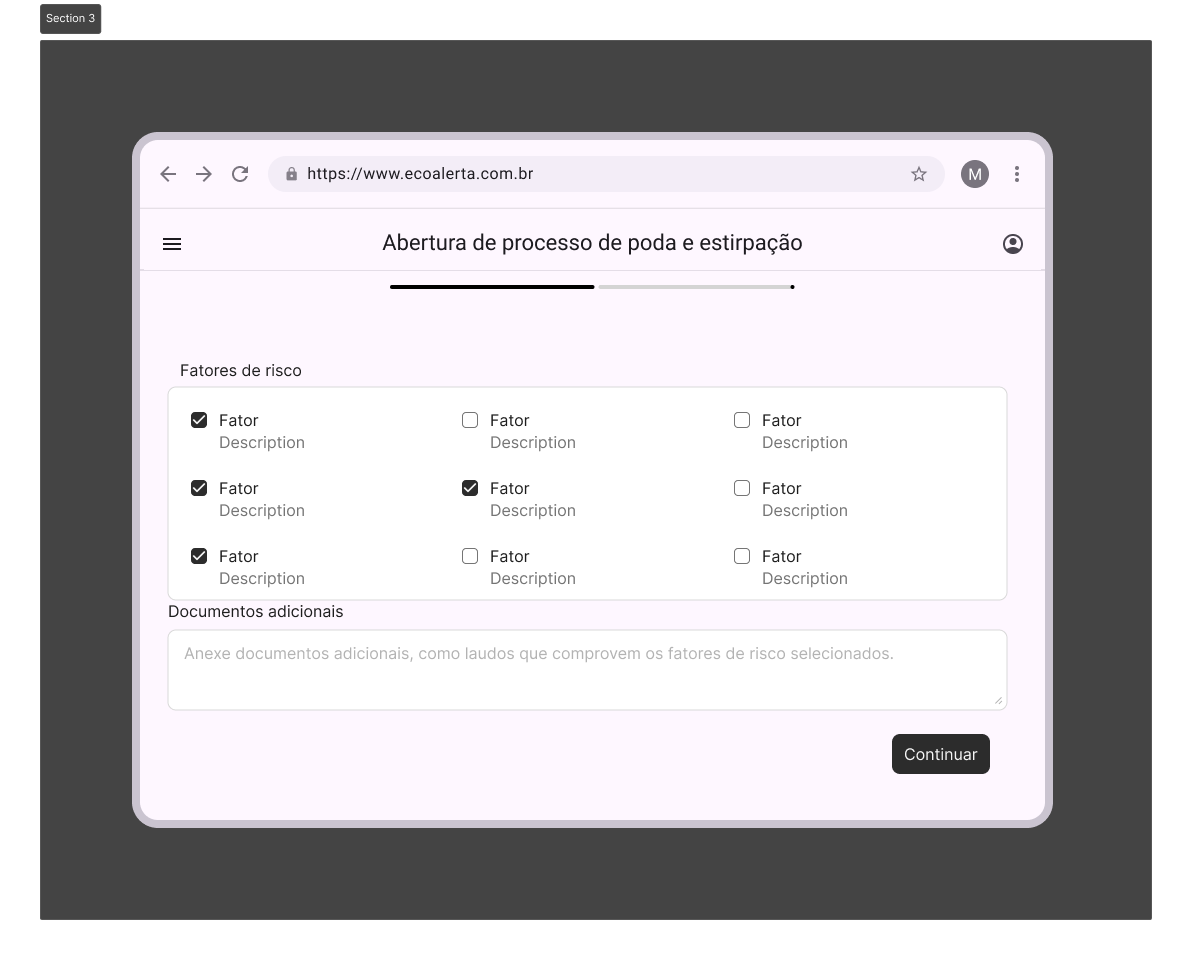 Section 3
https://www.ecoalerta.com.br
M
Abertura de processo de poda e estirpação
Fatores de risco
Fator Fator Fator
Description Description Description
Fator Fator Fator
Description Description Description
Fator Fator Fator
Description Description Description
Documentos adicionais
Anexe documentos adicionais, como laudos que comprovem os fatores de risco selecionados.
Continuar